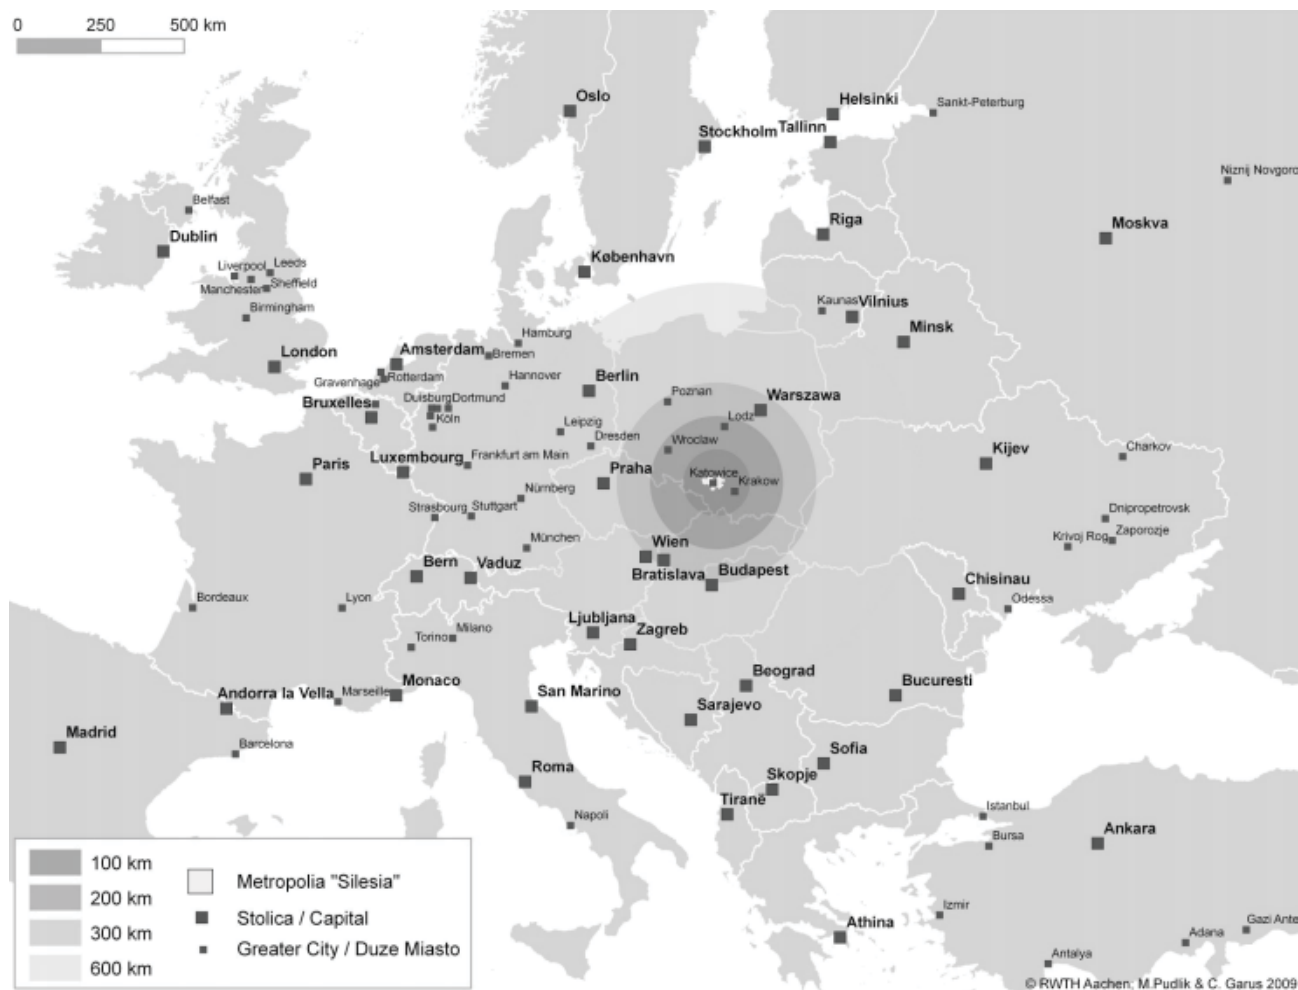 0 250 500 km
Oslo
Helsinki
Sankt-Peterburg
Stockholm
Tallinn
Niznij Novgoro
Belfast
Dublin
Riga
Moskva
København
Liverpool
Leeds
Manchester
Sheffield
Birmingham
Kaunas
Vilnius
Minsk
Hamburg
Bremen
London
Amsterdam
Gravenhage
Rotterdam
Hannover
Berlin
Poznan
Warszawa
Bruxelles
Duisburg
Dortmund
Köln
Leipzig
Lodz
Dresden
Wroclaw
Kijev
Charkov
Paris
Luxembourg
Frankfurt am Main
Praha
Katowice
Krakow
Nürnberg
Strasbourg
Stuttgart
Dnipropetrovsk
Krivoj Rog
Zaporozje
München
Wien
Bratislava
Budapest
Bern
Vaduz
Chisinau
Bordeaux
Lyon
Odessa
Ljubljana
Zagreb
Torino
Milano
Andorra la Vella
Marseille
Monaco
San Marino
Beograd
Sarajevo
Bucuresti
Madrid
Barcelona
Roma
Sofia
Skopje
Tiranë
Napoli
Istanbul
Bursa
Ankara
Izmir
Athina
Antalya
Adana
Gazi Ante
100 km
200 km
300 km
600 km
Metropolia "Silesia"
Stolica / Capital
Greater City / Duze Miasto
© RWTH Aachen; M.Pudlik & C. Garus 2009